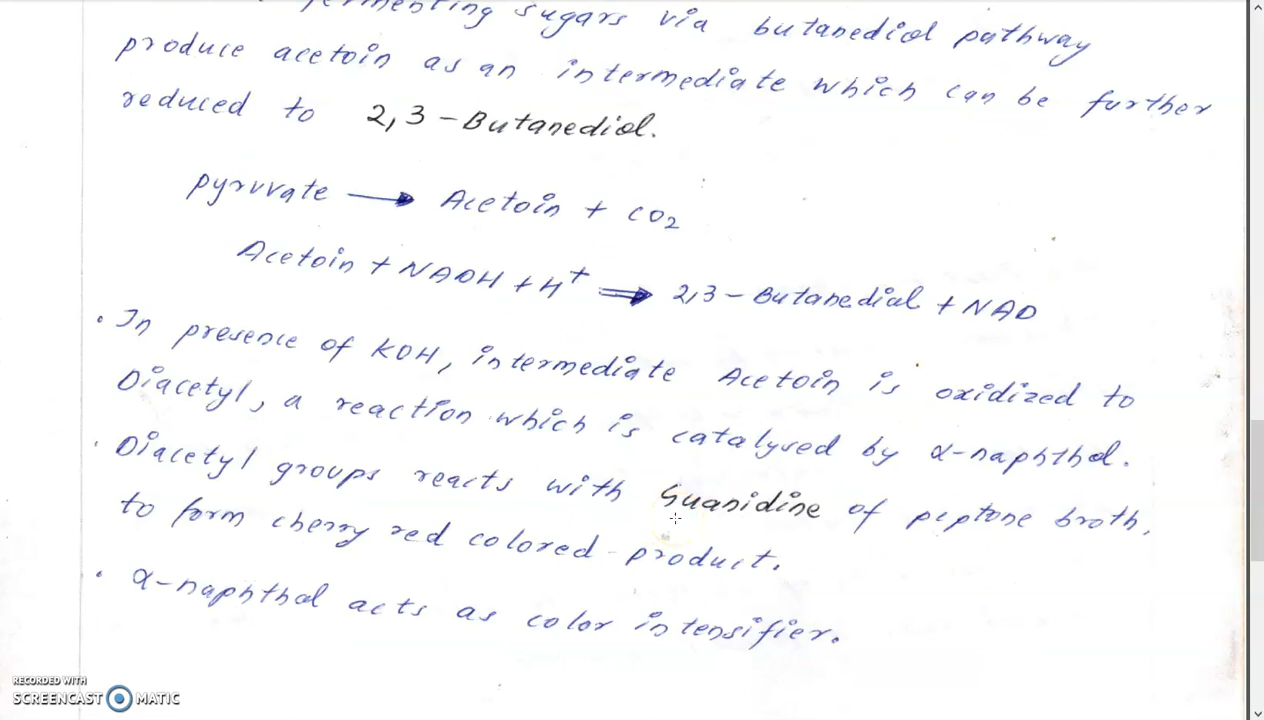 fermenting sugars via butanediol pathway
produce acetoin as an intermediate which can be further
reduced to 2,3-Butanediol.
pyruvate → Acetoin + CO2
Acetoin + NADH + H+ ⇒ 2,3-Butanediol + NAD
• In presence of KOH, intermediate Acetoin is oxidized to
Diacetyl, a reaction which is catalysed by α-naphthol.
• Diacetyl groups reacts with Guanidine of peptone broth,
to form cherry red colored product.
• α-naphthol acts as color intensifier.
RECORDED WITH
SCREENCAST MATIC